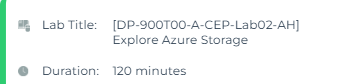 Lab Title: [DP-900T00-A-CEP-Lab02-AH]
Explore Azure Storage
Duration: 120 minutes